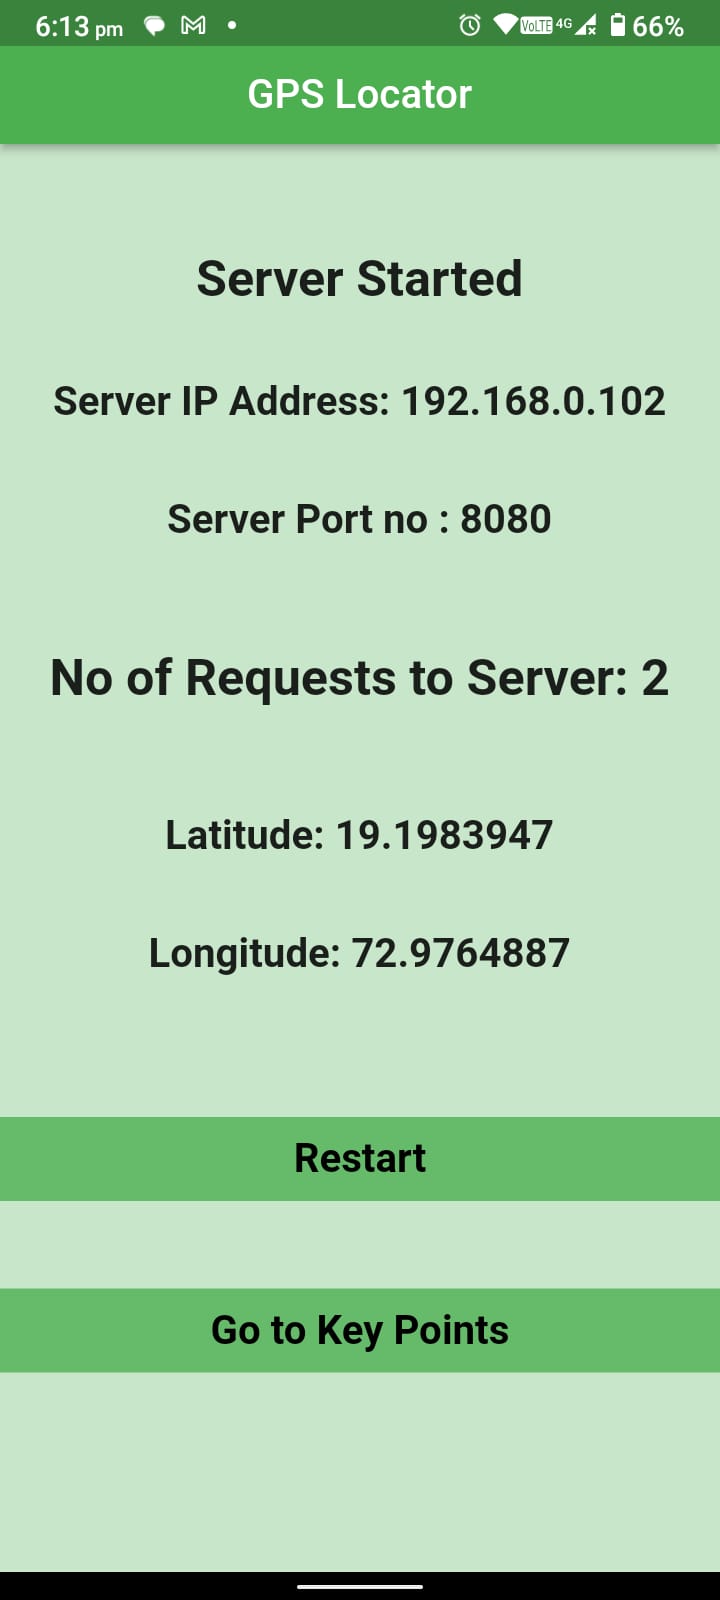 6:13 pm VoLTE 4G 66%
GPS Locator
Server Started
Server IP Address: 192.168.0.102
Server Port no : 8080
No of Requests to Server: 2
Latitude: 19.1983947
Longitude: 72.9764887
Restart
Go to Key Points